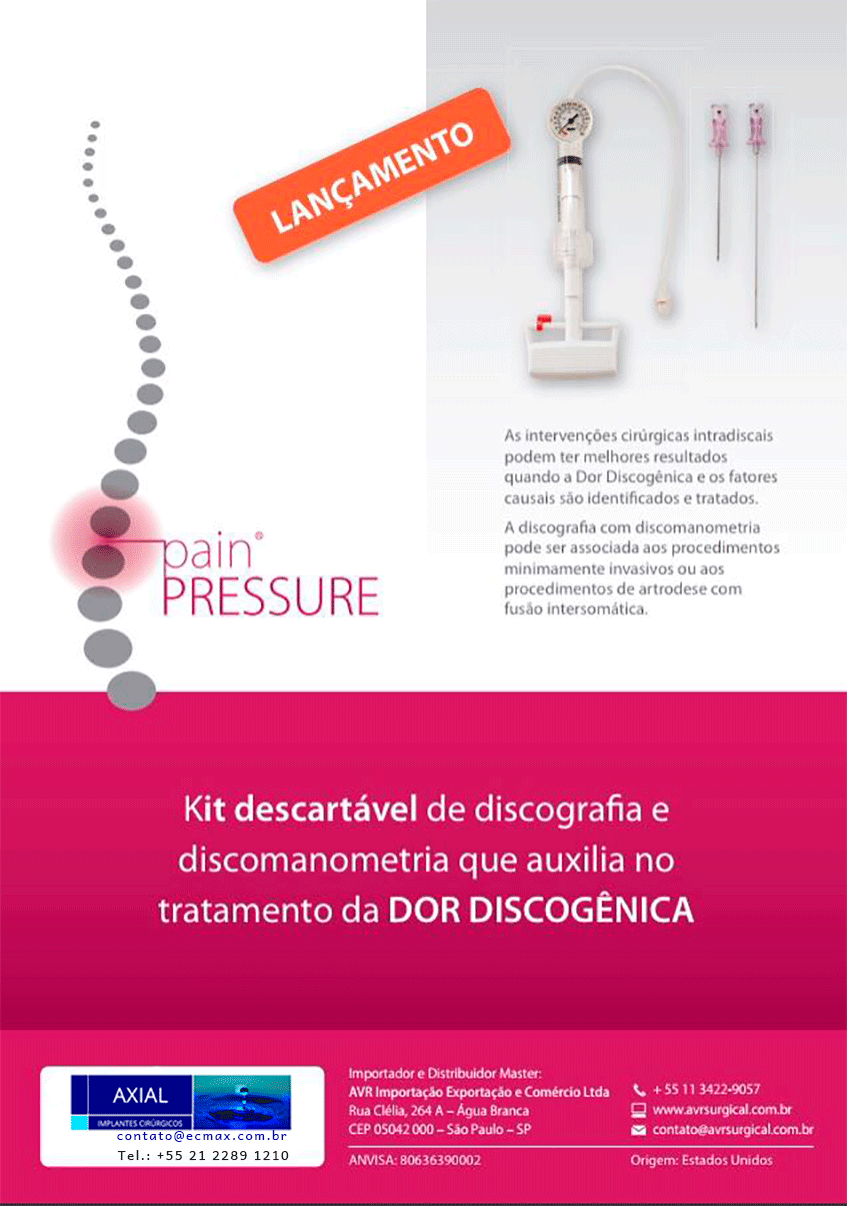 LANÇAMENTO
As intervenções cirúrgicas intradiscais
podem ter melhores resultados
quando a Dor Discogênica e os fatores
causais são identificados e tratados.
A discografia com discomanometria
pode ser associada aos procedimentos
minimamente invasivos ou aos
procedimentos de artrodese com
fusão intersomática.
pain®
PRESSURE
Kit descartável de discografia e
discomanometria que auxilia no
tratamento da DOR DISCOGÊNICA
AXIAL
IMPLANTES CIRÚRGICOS
contato@ecmax.com.br
Tel.: +55 21 2289 1210
Importador e Distribuidor Master:
AVR Importação Exportação e Comércio Ltda
Rua Clélia, 264 A – Água Branca
CEP 05042 000 – São Paulo – SP
ANVISA: 80636390002
+ 55 11 3422-9057
www.avrsurgical.com.br
contato@avrsurgical.com.br
Origem: Estados Unidos